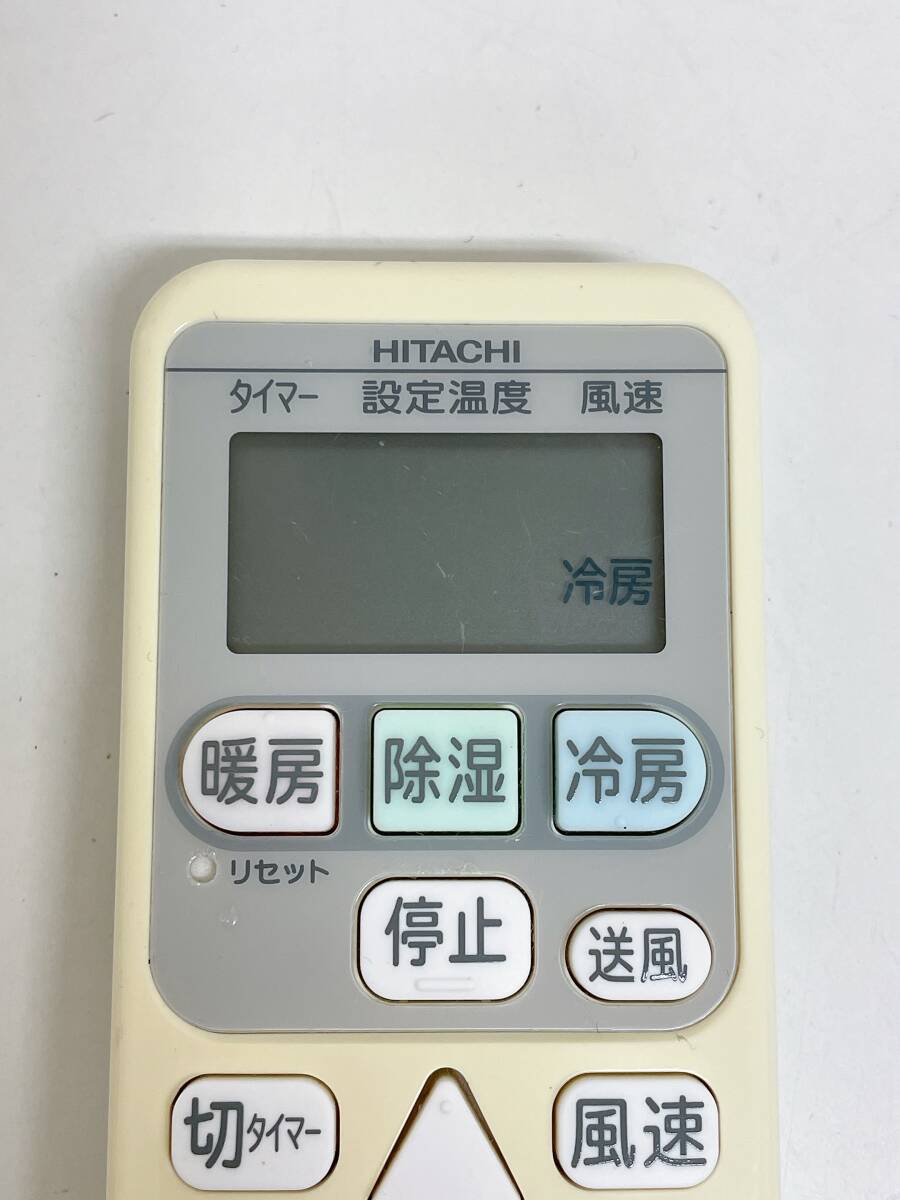 HITACHI
タイマー 設定温度 風速
冷房
暖房 除湿 冷房
リセット
停止 送風
切タイマー 風速